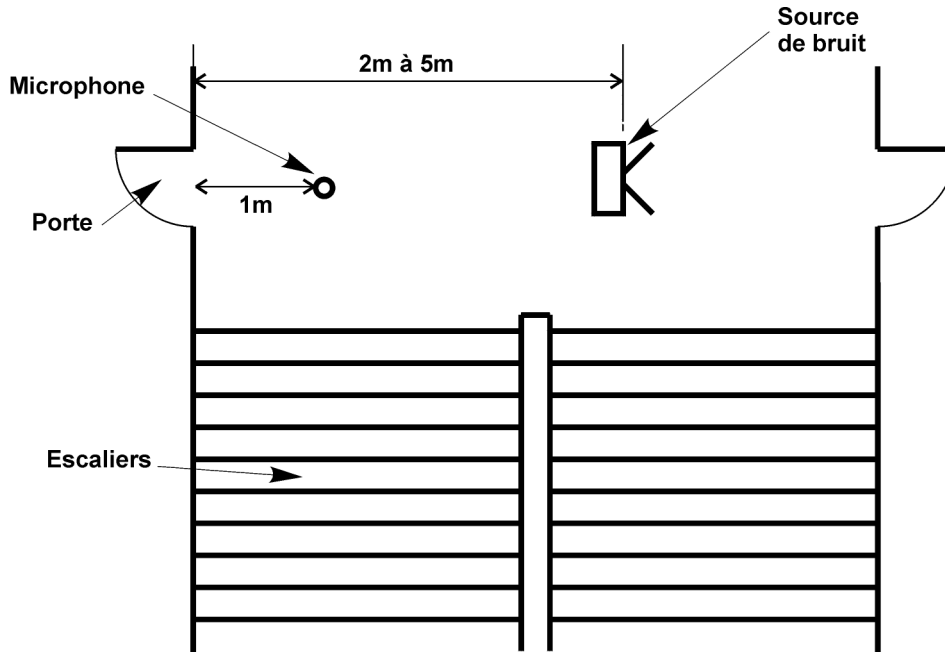 Source
de bruit
2m à 5m
Microphone
1m
Porte
Escaliers